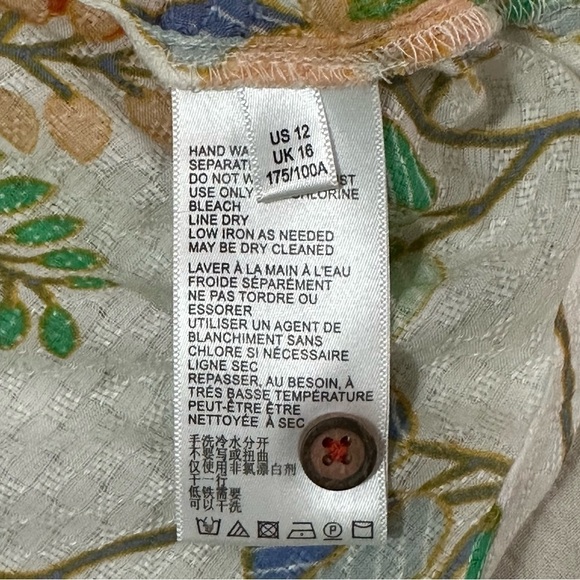 US 12
UK 16
175/100A
HAND WA
SEPARAT
DO NOT W
USE ONLY CHLORINE
BLEACH
LINE DRY
LOW IRON AS NEEDED
MAY BE DRY CLEANED
LAVER À LA MAIN À L'EAU
FROIDE SÉPARÉMENT
NE PAS TORDRE OU
ESSORER
UTILISER UN AGENT DE
BLANCHIMENT SANS
CHLORE SI NÉCESSAIRE
LIGNE SEC
REPASSER, AU BESOIN, À
TRÉS BASSE TEMPÉRATURE
PEUT-ÊTRE ÊTRE
NETTOYÉE À SEC
手洗冷水分开
不要写或扭曲
仅使用非氯漂白剂
干一行
低铁需要
可以干洗